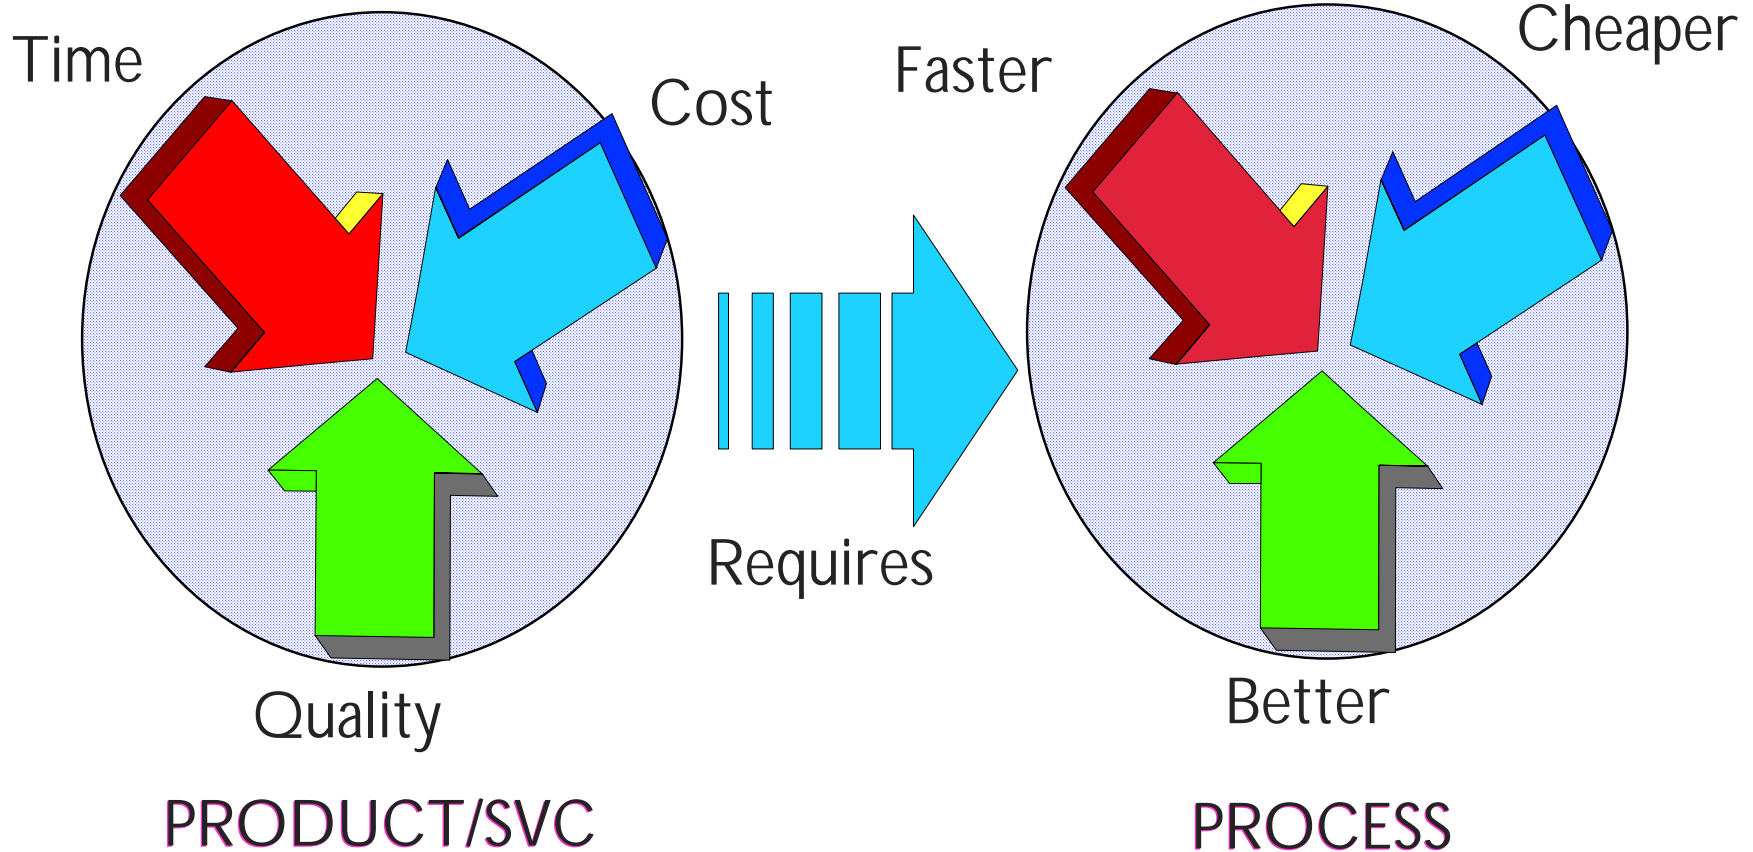 Time
Cost
Quality
PRODUCT/SVC
Requires
Faster
Cheaper
Better
PROCESS